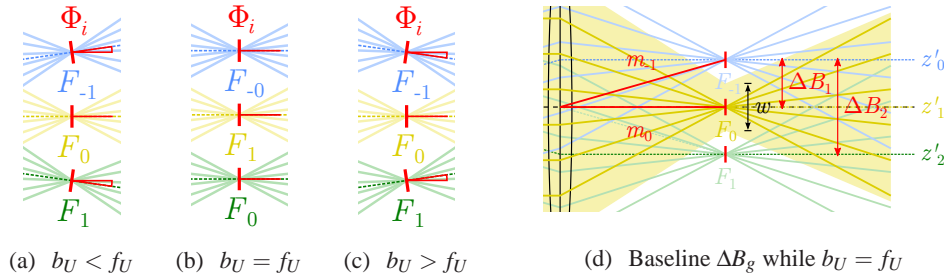 Φi
F-1
F0
F1
Φi
F-0
F1
F0
Φi
F-1
F0
F1
m-1
m0
F-1
F0
F1
w
ΔB1
ΔB2
z'0
z'1
z'2
(a) bU < fU
(b) bU = fU
(c) bU > fU
(d) Baseline ΔBg while bU = fU